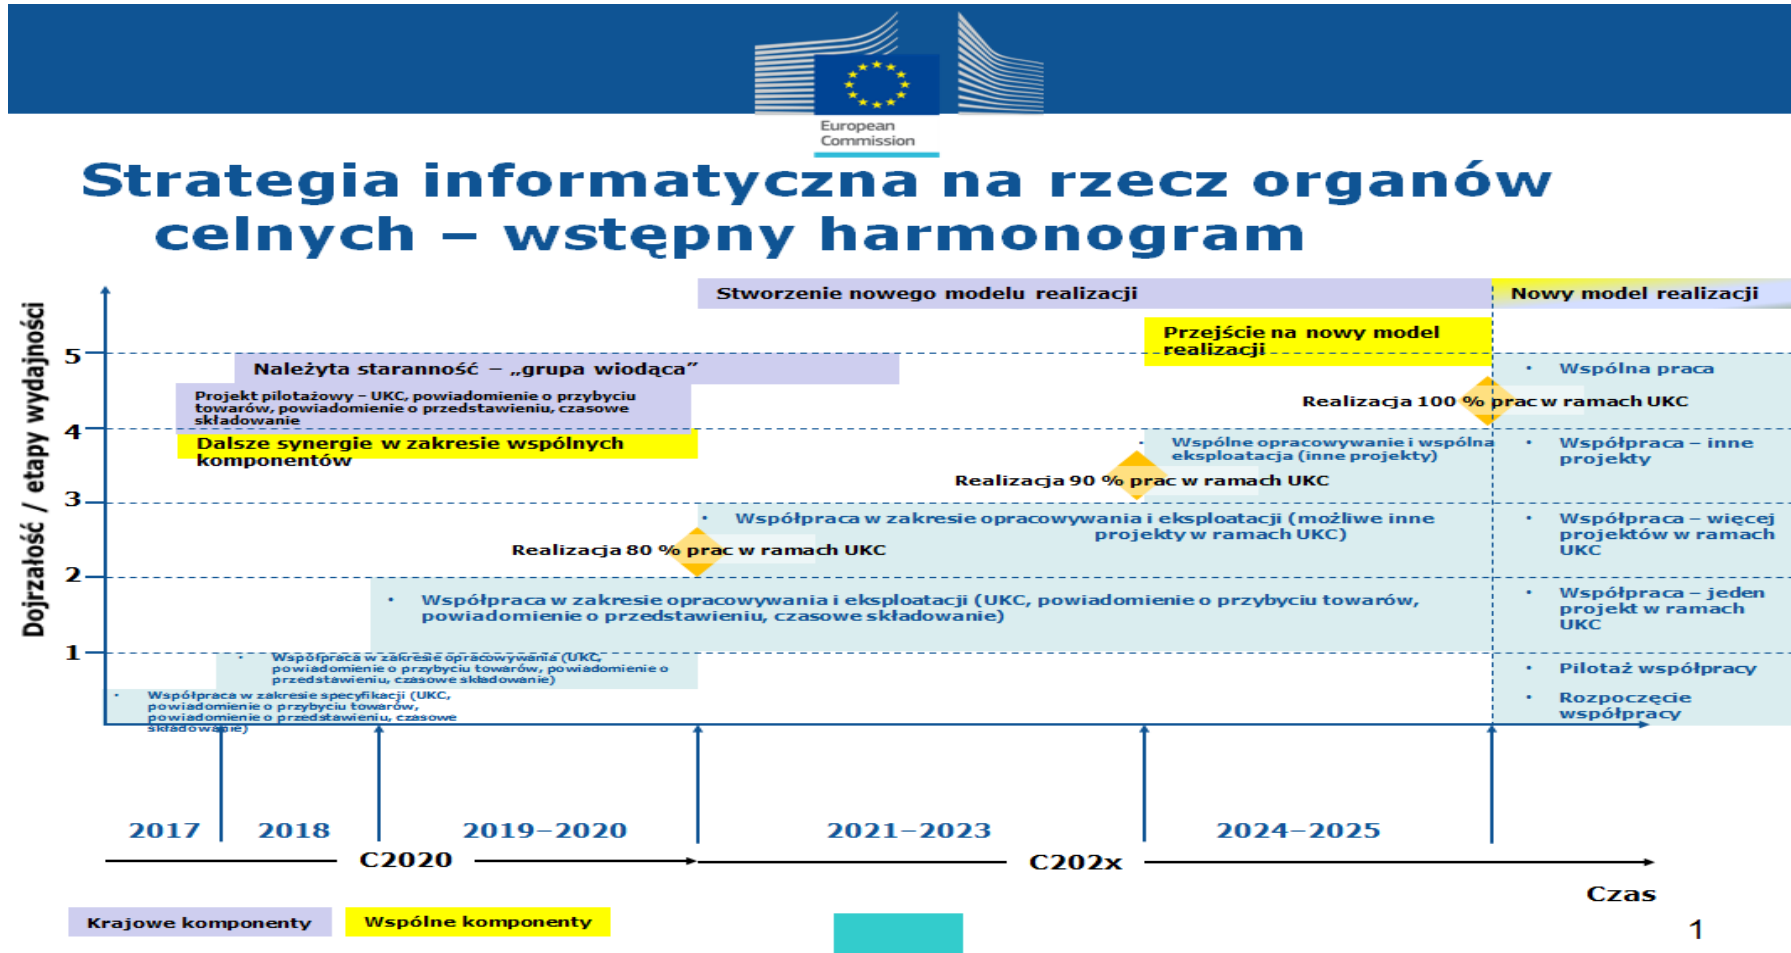 European
Commission
Strategia informatyczna na rzecz organów
celnych – wstępny harmonogram
Dojrzałość / etapy wydajności
Stworzenie nowego modelu realizacji
Nowy model realizacji
Przejście na nowy model
realizacji
5
Należyta staranność – „grupa wiodąca”
• Wspólna praca
Projekt pilotażowy – UKC, powiadomienie o przybyciu
towarów, powiadomienie o przedstawieniu, czasowe
składowanie
Realizacja 100 % prac w ramach UKC
4
Dalsze synergie w zakresie wspólnych
komponentów
• Wspólne opracowywanie i wspólna
eksploatacja (inne projekty)
• Współpraca – inne
projekty
Realizacja 90 % prac w ramach UKC
3
• Współpraca w zakresie opracowywania i eksploatacji (możliwe inne
projekty w ramach UKC)
• Współpraca – więcej
projektów w ramach
UKC
Realizacja 80 % prac w ramach UKC
2
• Współpraca w zakresie opracowywania i eksploatacji (UKC, powiadomienie o przybyciu towarów,
powiadomienie o przedstawieniu, czasowe składowanie)
• Współpraca – jeden
projekt w ramach
UKC
1
• Współpraca w zakresie opracowywania (UKC,
powiadomienie o przybyciu towarów, powiadomienie o
przedstawieniu, czasowe składowanie)
• Pilotaż współpracy
• Współpraca w zakresie specyfikacji (UKC,
powiadomienie o przybyciu towarów,
powiadomienie o przedstawieniu, czasowe
składowanie)
• Rozpoczęcie
współpracy
2017
2018
2019–2020
2021–2023
2024–2025
C2020
C202x
Czas
Krajowe komponenty
Wspólne komponenty
1